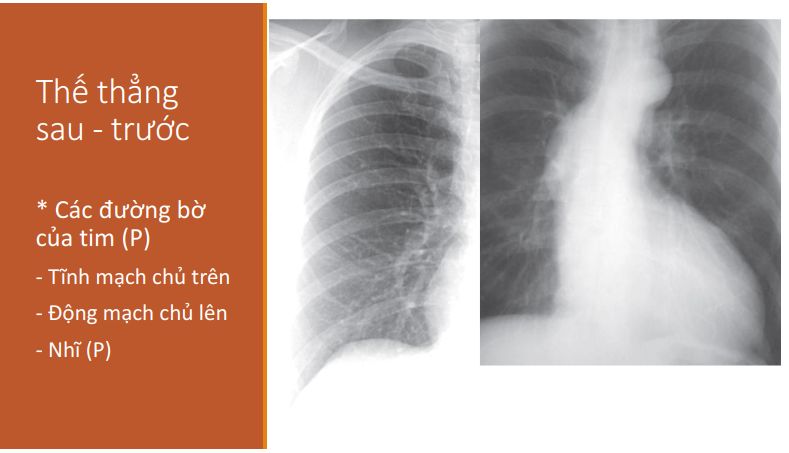 Thế thẳng
sau - trước
* Các đường bờ
của tim (P)
- Tĩnh mạch chủ trên
- Động mạch chủ lên
- Nhĩ (P)